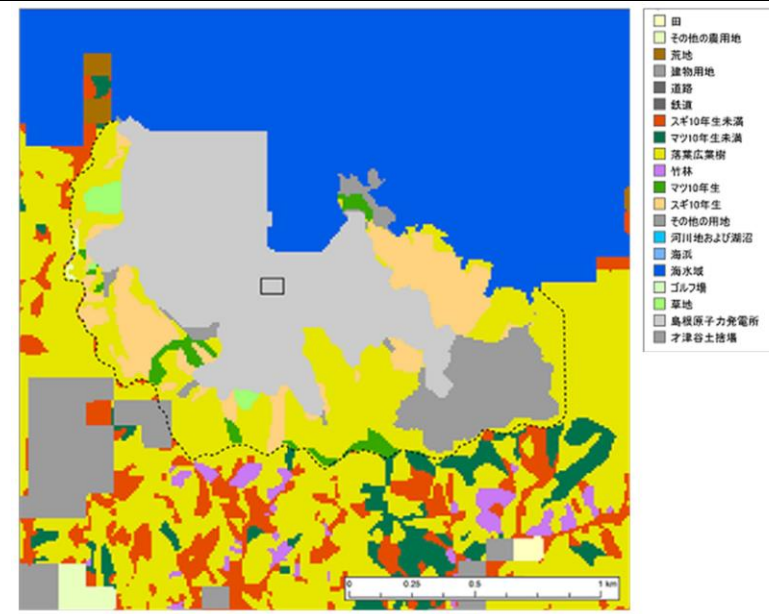 田
その他の農用地
荒地
建物用地
道路
鉄道
スギ10年生未満
マツ10年生未満
落葉広葉樹
竹林
マツ10年生
スギ10年生
その他の用地
河川地および湖沼
海浜
海水域
ゴルフ場
草地
島根原子力発電所
才津谷土捨場
0 0.25 0.5 1 km